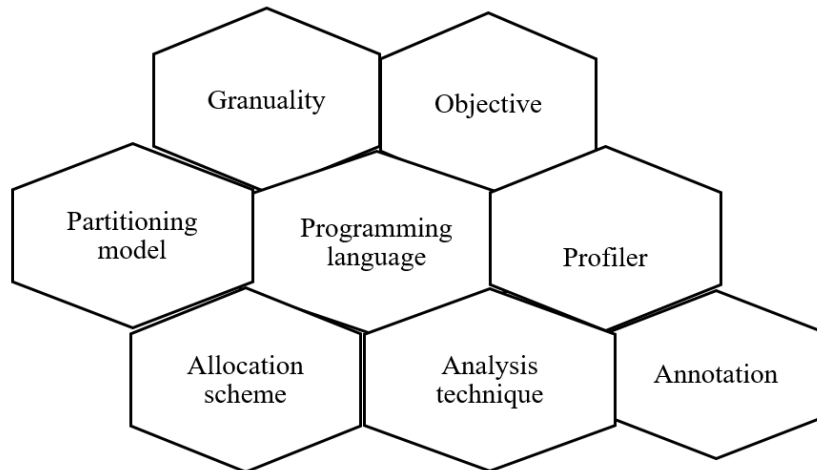 Granuality
Objective
Partitioning
model
Programming
language
Profiler
Allocation
scheme
Analysis
technique
Annotation